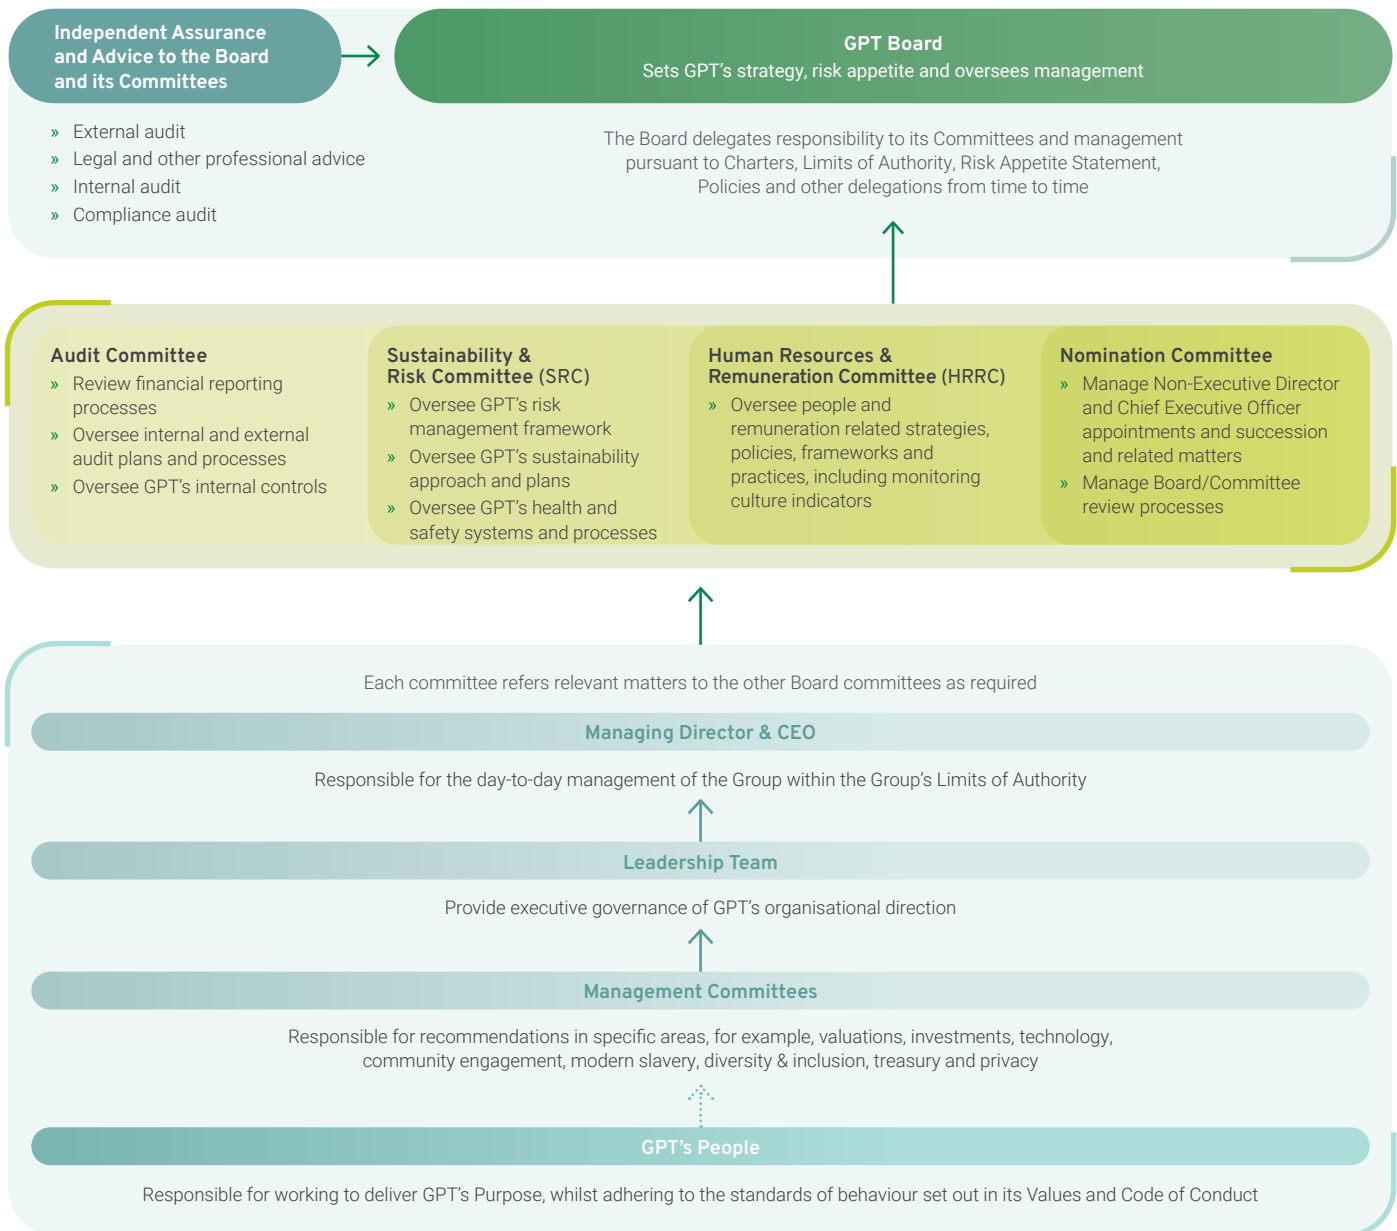 Independent Assurance
and Advice to the Board
and its Committees
» External audit
» Legal and other professional advice
» Internal audit
» Compliance audit
GPT Board
Sets GPT's strategy, risk appetite and oversees management
The Board delegates responsibility to its Committees and management
pursuant to Charters, Limits of Authority, Risk Appetite Statement,
Policies and other delegations from time to time
Audit Committee
» Review financial reporting
processes
» Oversee internal and external
audit plans and processes
» Oversee GPT's internal controls
Sustainability &
Risk Committee (SRC)
» Oversee GPT's risk
management framework
» Oversee GPT's sustainability
approach and plans
» Oversee GPT's health and
safety systems and processes
Human Resources &
Remuneration Committee (HRRC)
» Oversee people and
remuneration related strategies,
policies, frameworks and
practices, including monitoring
culture indicators
Nomination Committee
» Manage Non-Executive Director
and Chief Executive Officer
appointments and succession
and related matters
» Manage Board/Committee
review processes
Each committee refers relevant matters to the other Board committees as required
Managing Director & CEO
Responsible for the day-to-day management of the Group within the Group's Limits of Authority
Leadership Team
Provide executive governance of GPT's organisational direction
Management Committees
Responsible for recommendations in specific areas, for example, valuations, investments, technology,
community engagement, modern slavery, diversity & inclusion, treasury and privacy
GPT's People
Responsible for working to deliver GPT's Purpose, whilst adhering to the standards of behaviour set out in its Values and Code of Conduct